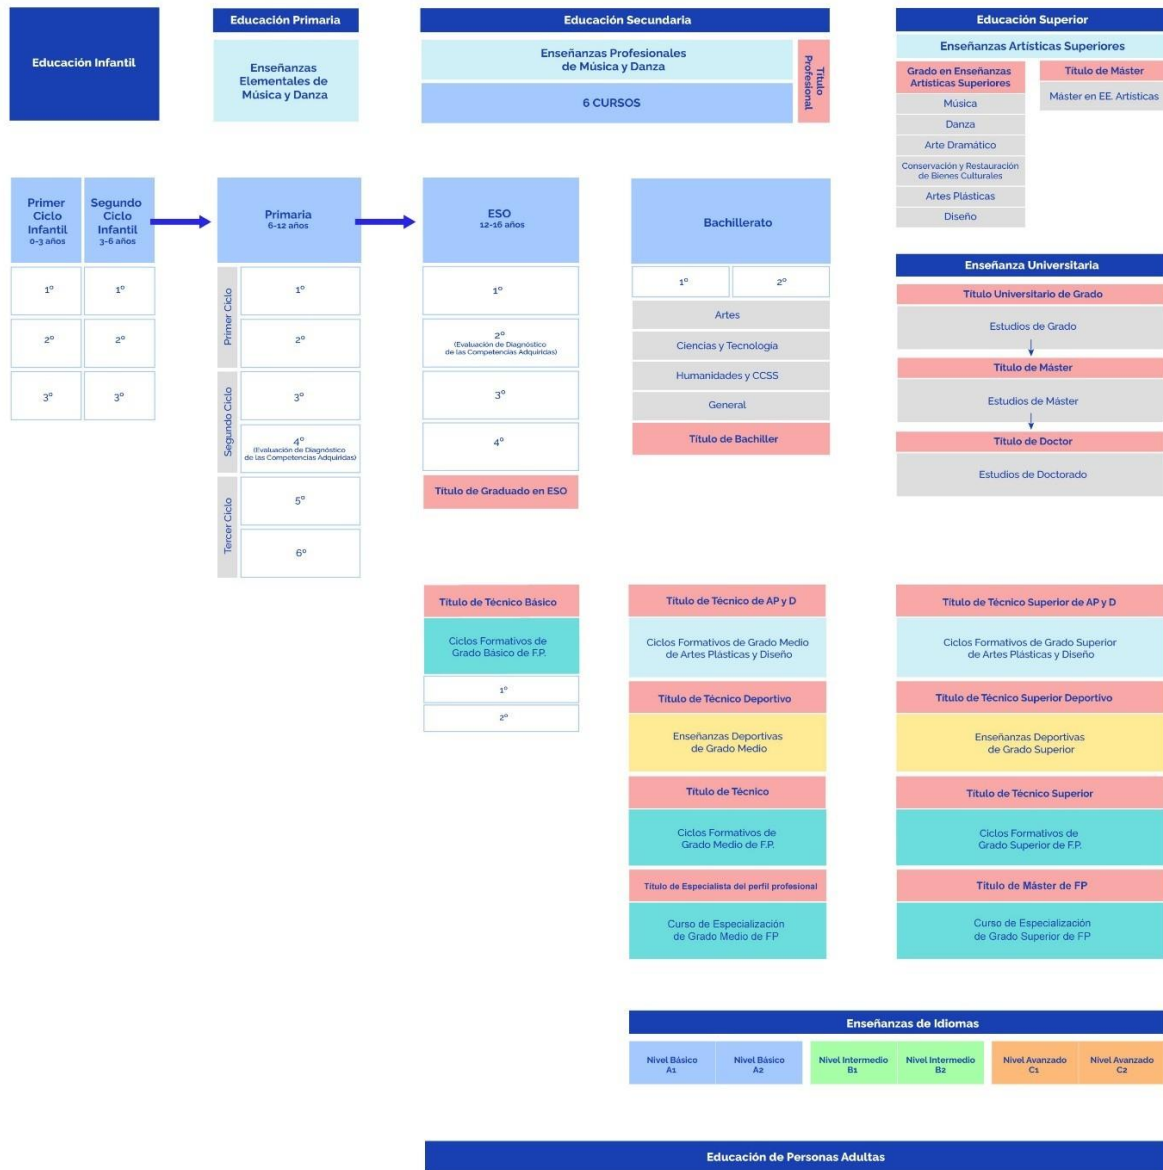 Educación Infantil
Educación Primaria
Enseñanzas
Elementales de
Música y Danza
Educación Secundaria
Enseñanzas Profesionales
de Música y Danza
6 CURSOS
Título
Profesional
Educación Superior
Enseñanzas Artísticas Superiores
Grado en Enseñanzas
Artísticas Superiores
Música
Danza
Arte Dramático
Conservación y Restauración
de Bienes Culturales
Artes Plásticas
Diseño
Título de Máster
Máster en EE. Artísticas
Primer
Ciclo
Infantil
0-3 años
1º
2º
3º
Segundo
Ciclo
Infantil
3-6 años
1º
2º
3º
Primaria
6-12 años
Primer Ciclo
1º
2º
Segundo Ciclo
3º
4º
(Evaluación de Diagnóstico
de las Competencias Adquiridas)
Tercer Ciclo
5º
6º
ESO
12-16 años
1º
2º
(Evaluación de Diagnóstico
de las Competencias Adquiridas)
3º
4º
Título de Graduado en ESO
Bachillerato
1º
2º
Artes
Ciencias y Tecnología
Humanidades y CCSS
General
Título de Bachiller
Enseñanza Universitaria
Título Universitario de Grado
Estudios de Grado
Título de Máster
Estudios de Máster
Título de Doctor
Estudios de Doctorado
Título de Técnico Básico
Ciclos Formativos de
Grado Básico de F.P.
1º
2º
Título de Técnico de AP y D
Ciclos Formativos de Grado Medio
de Artes Plásticas y Diseño
Título de Técnico Deportivo
Enseñanzas Deportivas
de Grado Medio
Título de Técnico
Ciclos Formativos de
Grado Medio de F.P.
Título de Especialista del perfil profesional
Curso de Especialización
de Grado Medio de FP
Título de Técnico Superior de AP y D
Ciclos Formativos de Grado Superior
de Artes Plásticas y Diseño
Título de Técnico Superior Deportivo
Enseñanzas Deportivas
de Grado Superior
Título de Técnico Superior
Ciclos Formativos de
Grado Superior de F.P.
Título de Máster de FP
Curso de Especialización
de Grado Superior de FP
Enseñanzas de Idiomas
Nivel Básico
A1
Nivel Básico
A2
Nivel Intermedio
B1
Nivel Intermedio
B2
Nivel Avanzado
C1
Nivel Avanzado
C2
Educación de Personas Adultas